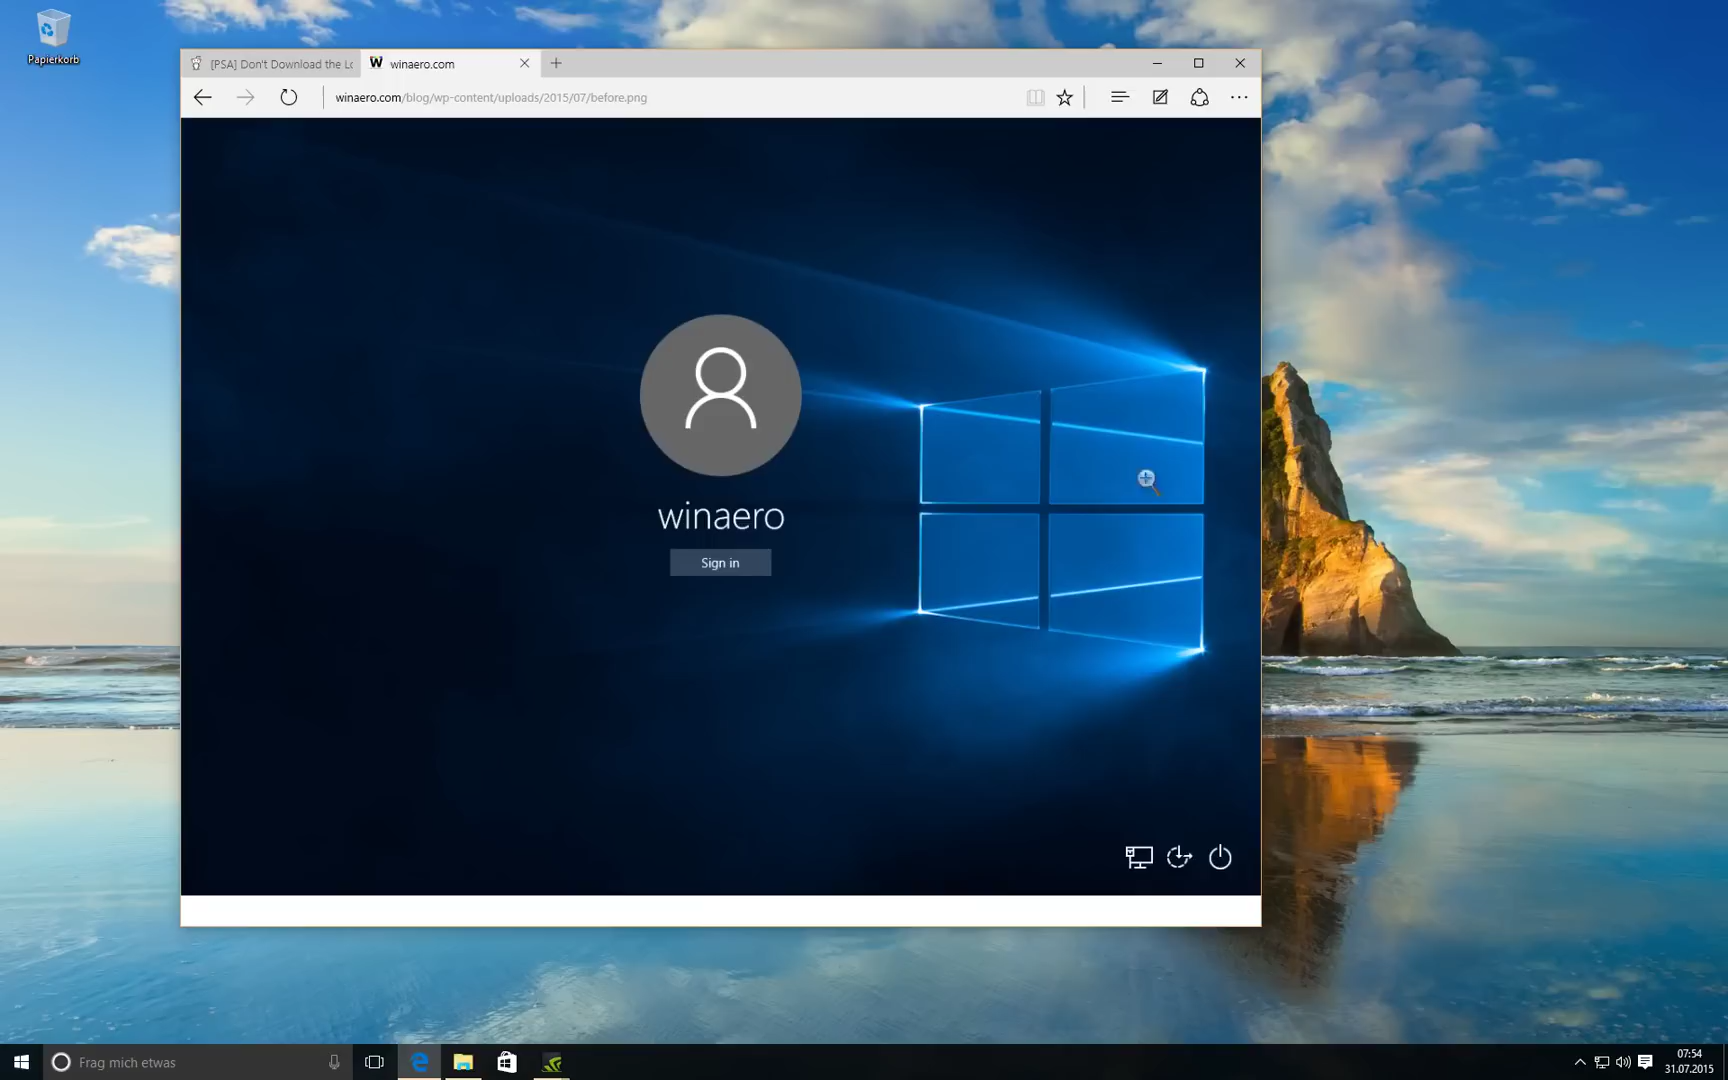 Papierkorb
[PSA] Don't Download the Lo
winaero.com
winaero.com/blog/wp-content/uploads/2015/07/before.png
winaero
Sign in
Frag mich etwas
07:54
31.07.2015